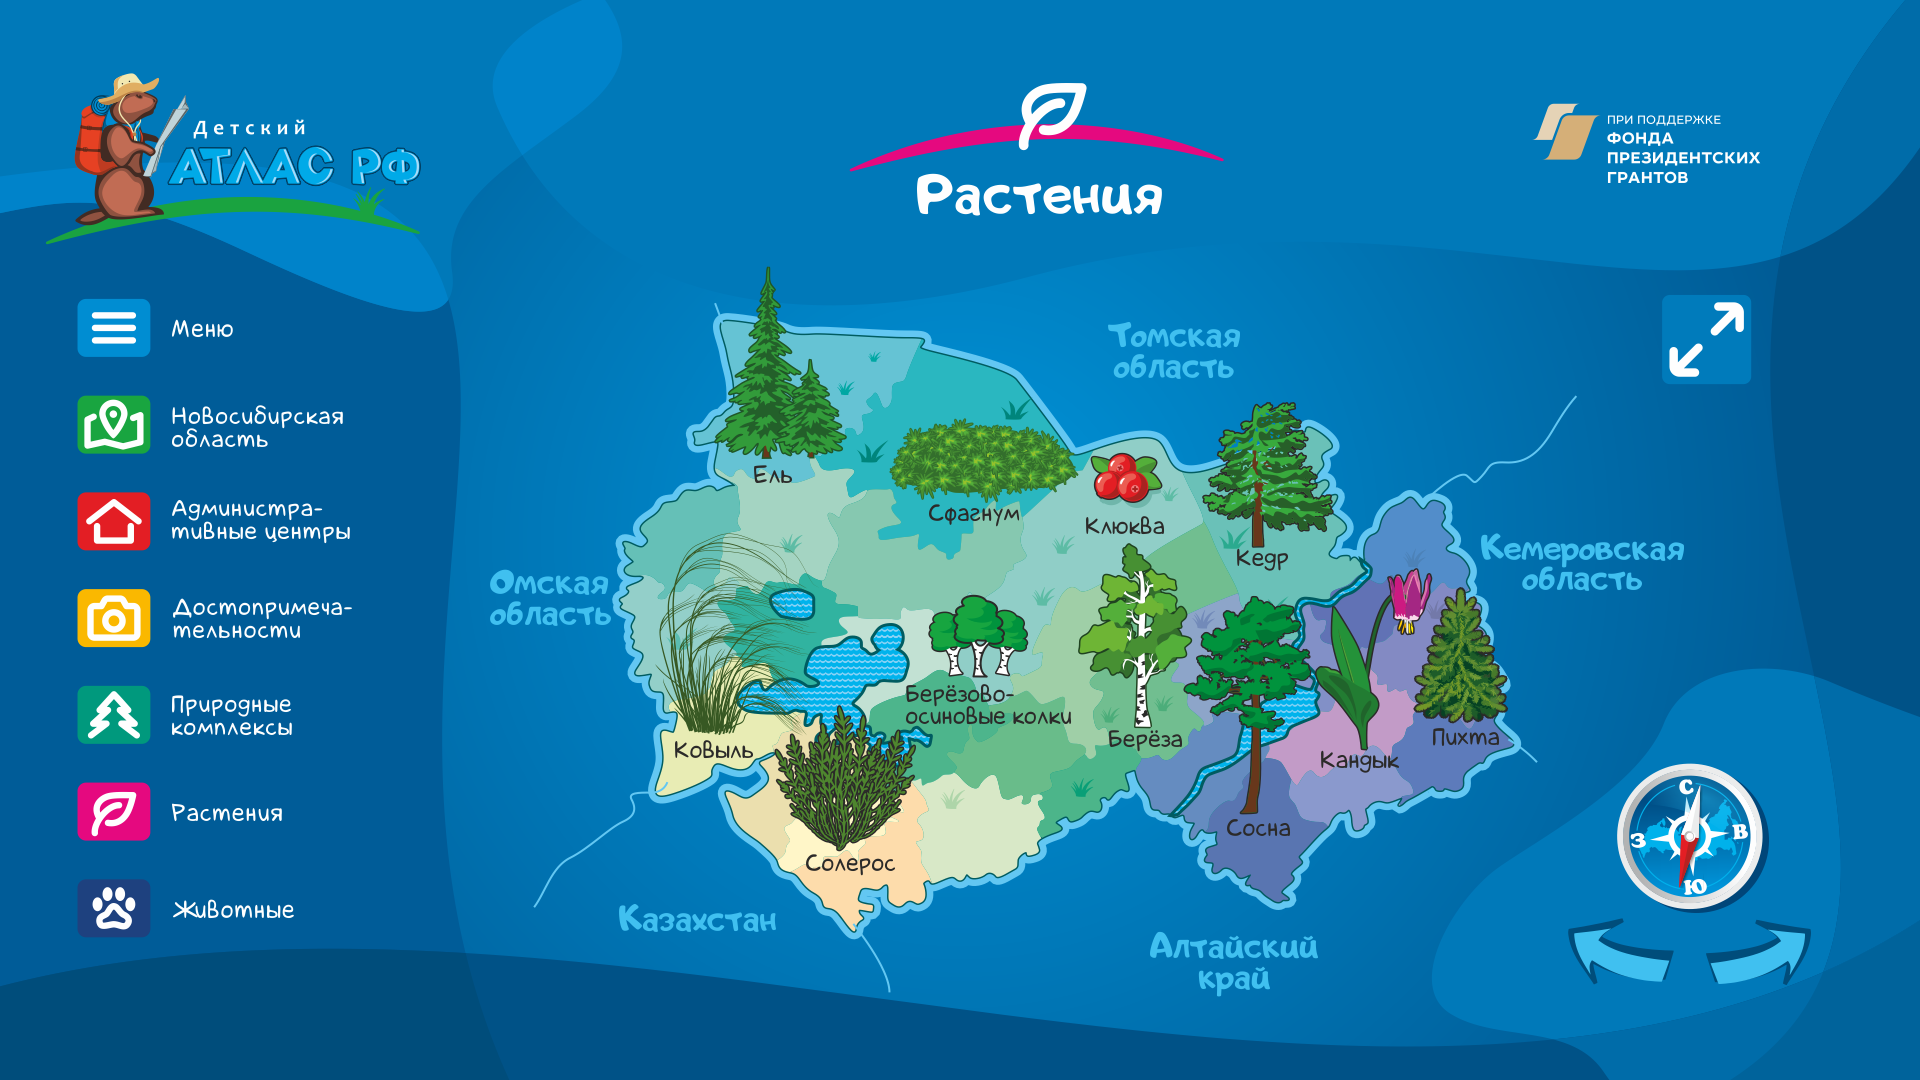 Детский
АТЛАС РФ
Растения
ПРИ ПОДДЕРЖКЕ
ФОНДА
ПРЕЗИДЕНТСКИХ
ГРАНТОВ
Меню
Новосибирская
область
Администра-
тивные центры
Достопримеча-
тельности
Природные
комплексы
Растения
Животные
Томская
область
Омская
область
Кемеровская
область
Казахстан
Алтайский
край
Ель
Сфагнум
Клюква
Кедр
Берёзово-
осиновые колки
Берёза
Ковыль
Солерос
Сосна
Кандык
Пихта
С
З
В
Ю